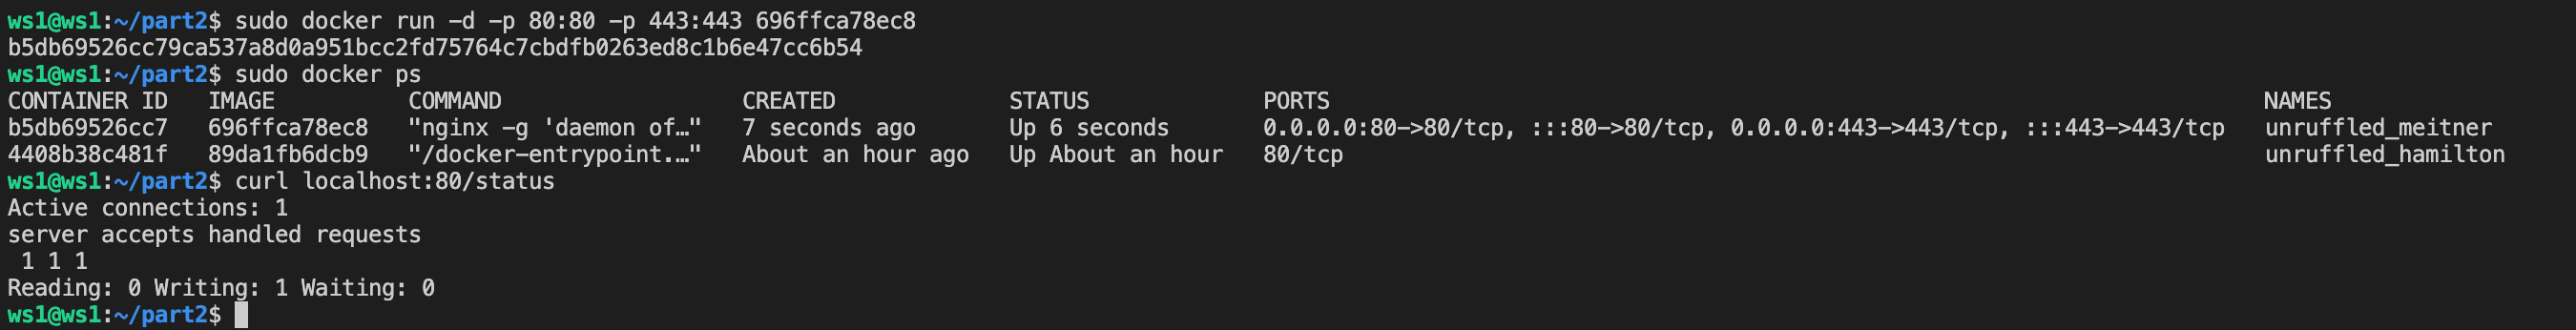 ws1@ws1:~/part2$ sudo docker run -d -p 80:80 -p 443:443 696ffca78ec8
b5db69526cc79ca537a8d0a951bcc2fd75764c7cbdfb0263ed8c1b6e47cc6b54
ws1@ws1:~/part2$ sudo docker ps
CONTAINER ID   IMAGE          COMMAND                  CREATED             STATUS             PORTS                                                                      NAMES
b5db69526cc7   696ffca78ec8   "nginx -g 'daemon of…"   7 seconds ago       Up 6 seconds       0.0.0.0:80->80/tcp, :::80->80/tcp, 0.0.0.0:443->443/tcp, :::443->443/tcp   unruffled_meitner
4408b38c481f   89da1fb6dcb9   "/docker-entrypoint.…"   About an hour ago   Up About an hour   80/tcp                                                                     unruffled_hamilton
ws1@ws1:~/part2$ curl localhost:80/status
Active connections: 1
server accepts handled requests
 1 1 1
Reading: 0 Writing: 1 Waiting: 0
ws1@ws1:~/part2$